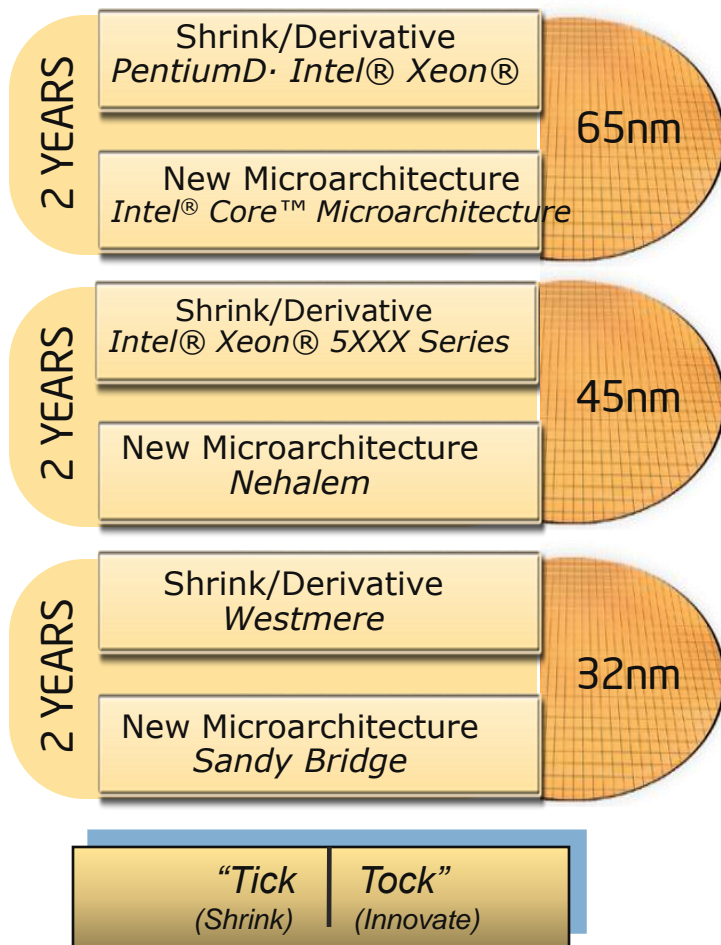 2 YEARS
Shrink/Derivative
PentiumD· Intel® Xeon®
New Microarchitecture
Intel® Core™ Microarchitecture
65nm
2 YEARS
Shrink/Derivative
Intel® Xeon® 5XXX Series
New Microarchitecture
Nehalem
45nm
2 YEARS
Shrink/Derivative
Westmere
New Microarchitecture
Sandy Bridge
32nm
“Tick
(Shrink)
Tock”
(Innovate)